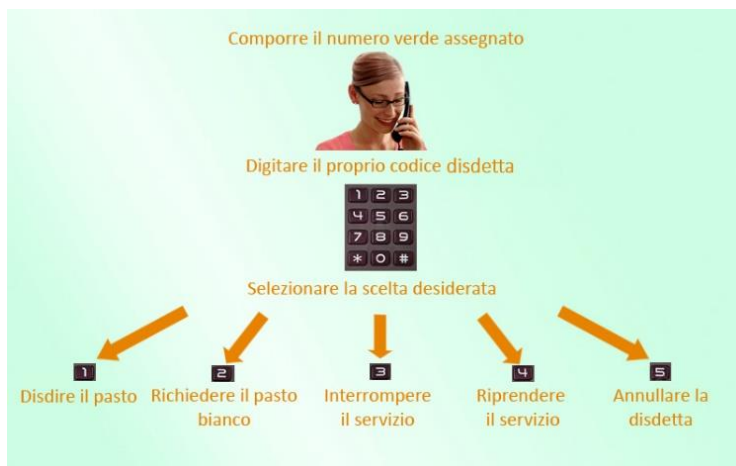 Comporre il numero verde assegnato
Digitare il proprio codice disdetta
1 2 3
4 5 6
7 8 9
* 0 #
Selezionare la scelta desiderata
1
Disdire il pasto
2
Richiedere il pasto
bianco
3
Interrompere
il servizio
4
Riprendere
il servizio
5
Annullare la
disdetta